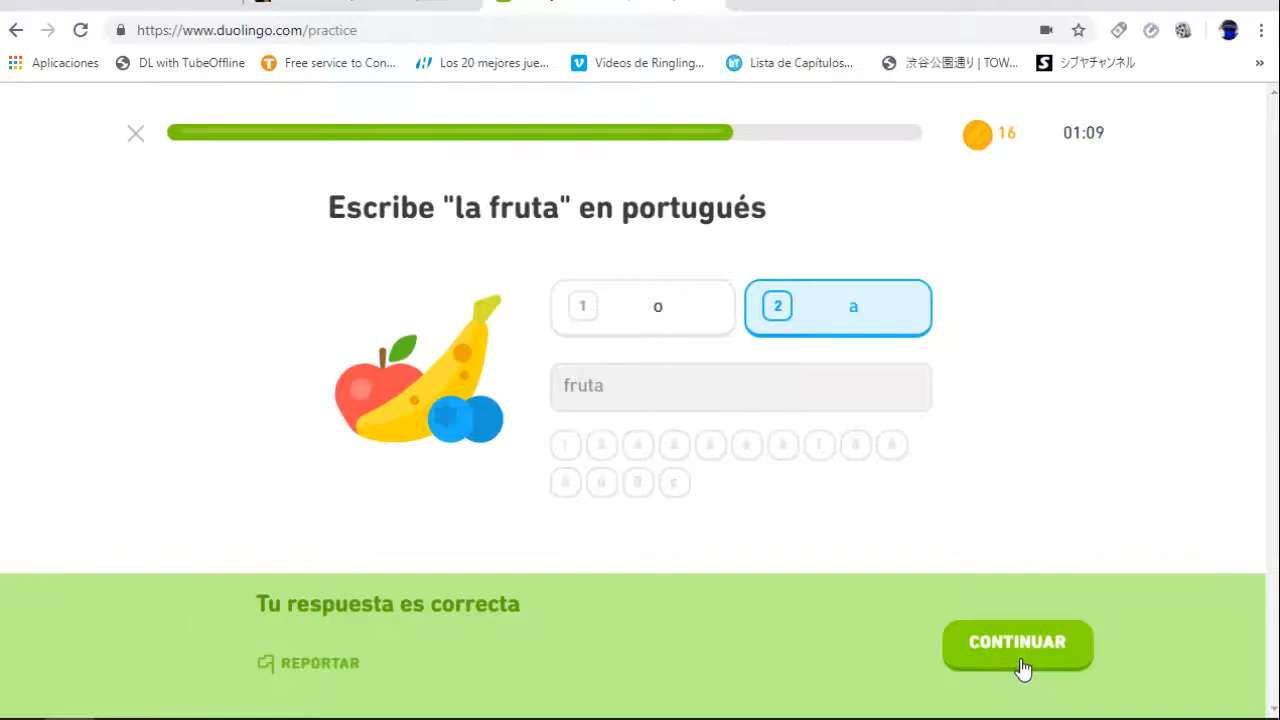 https://www.duolingo.com/practice
Aplicaciones DL with TubeOffline Free service to Con... Los 20 mejores jue... Videos de Ringling... Lista de Capítulos... 渋谷公園通り | TOW... シブヤチャンネル »
16 01:09
Escribe "la fruta" en portugués
1 o 2 a
fruta
Tu respuesta es correcta
CONTINUAR
REPORTAR